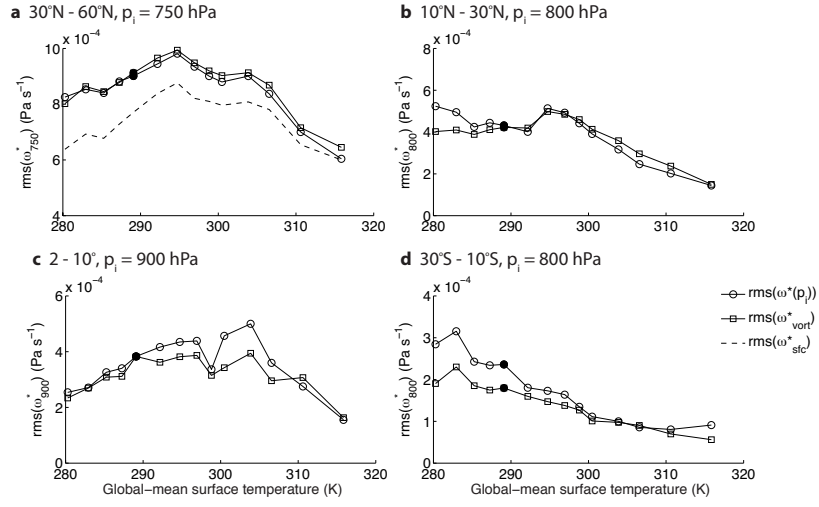 a 30°N - 60°N, pᵢ = 750 hPa
x 10⁻⁴
10
8
6
4
rms(ω*₇₅₀) (Pa s⁻¹)
280 290 300 310 320
b 10°N - 30°N, pᵢ = 800 hPa
x 10⁻⁴
8
6
4
2
0
rms(ω*₈₀₀) (Pa s⁻¹)
280 290 300 310 320
c 2 - 10°, pᵢ = 900 hPa
x 10⁻⁴
6
4
2
0
rms(ω*₉₀₀) (Pa s⁻¹)
280 290 300 310 320
Global−mean surface temperature (K)
d 30°S - 10°S, pᵢ = 800 hPa
x 10⁻⁴
4
3
2
1
0
rms(ω*₈₀₀) (Pa s⁻¹)
280 290 300 310 320
Global−mean surface temperature (K)
rms(ω*(pᵢ))
rms(ω*vort)
rms(ω*sfc)